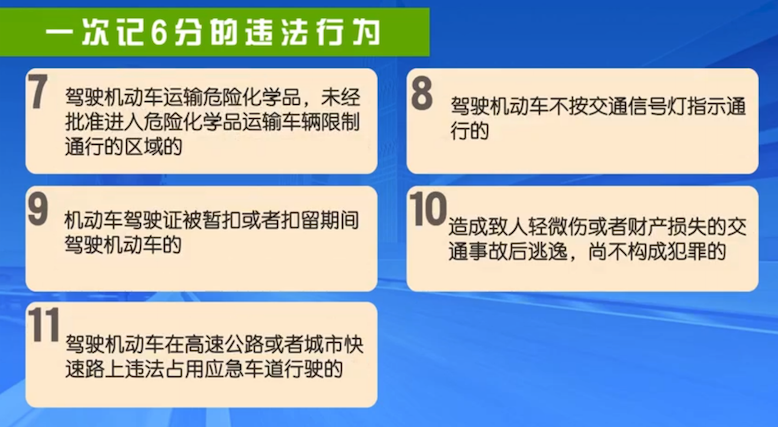 一次记6分的违法行为
7
驾驶机动车运输危险化学品，未经
批准进入危险化学品运输车辆限制
通行的区域的
8
驾驶机动车不按交通信号灯指示通
行的
9
机动车驾驶证被暂扣或者扣留期间
驾驶机动车的
10
造成致人轻微伤或者财产损失的交
通事故后逃逸，尚不构成犯罪的
11
驾驶机动车在高速公路或者城市快
速路上违法占用应急车道行驶的